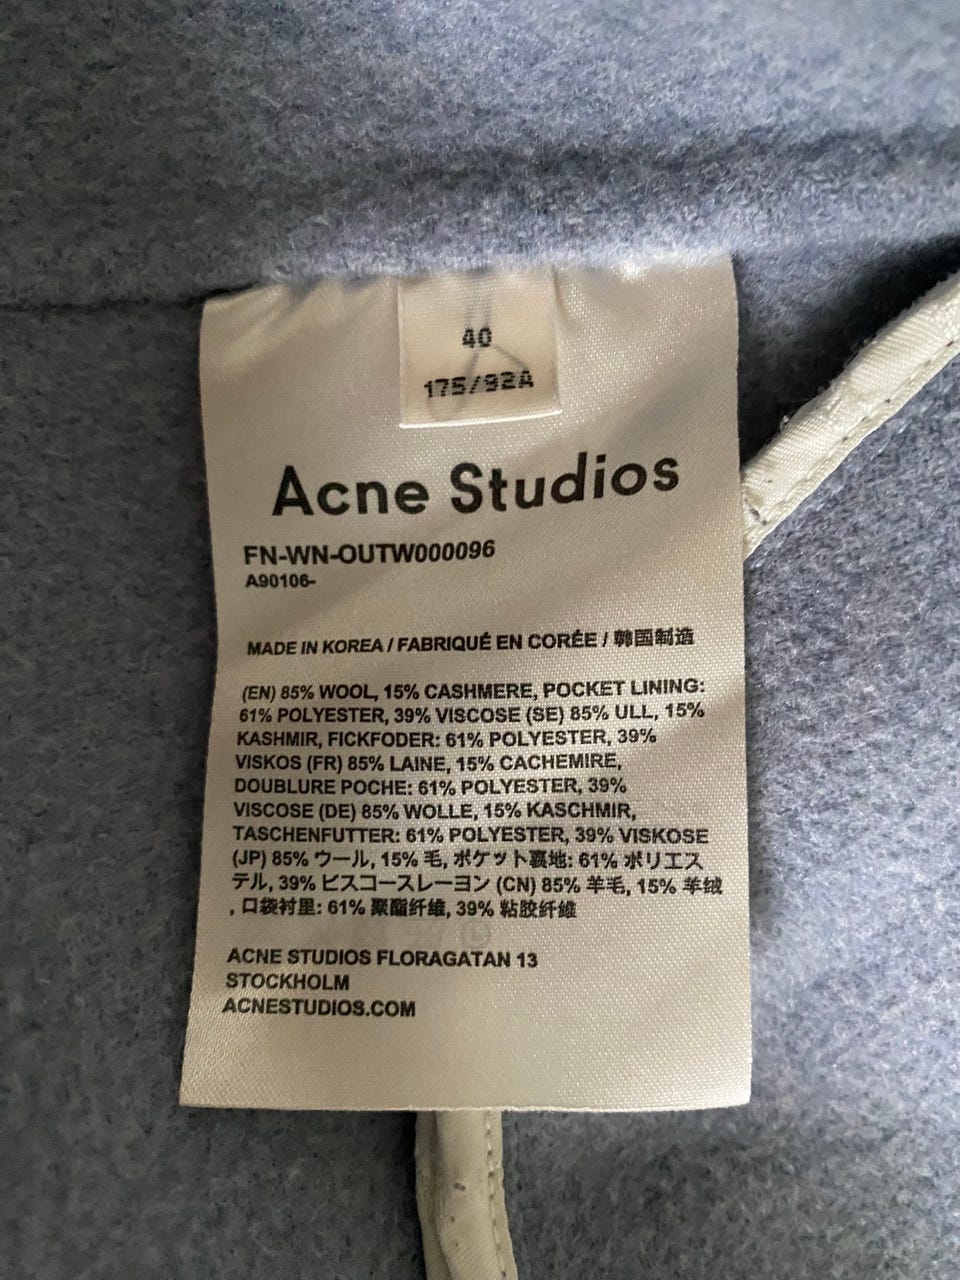 40
175/92A
Acne Studios
FN-WN-OUTW000096
A90106-
MADE IN KOREA / FABRIQUÉ EN CORÉE / 韩国制造
(EN) 85% WOOL, 15% CASHMERE, POCKET LINING:
61% POLYESTER, 39% VISCOSE (SE) 85% ULL, 15%
KASHMIR, FICKFODER: 61% POLYESTER, 39%
VISKOS (FR) 85% LAINE, 15% CACHEMIRE,
DOUBLURE POCHE: 61% POLYESTER, 39%
VISCOSE (DE) 85% WOLLE, 15% KASCHMIR,
TASCHENFUTTER: 61% POLYESTER, 39% VISKOSE
(JP) 85% ウール, 15% 毛, ポケット裏地: 61% ポリエス
テル, 39% ビスコースレーヨン (CN) 85% 羊毛, 15% 羊绒
, 口袋衬里: 61% 聚酯纤维, 39% 粘胶纤维
ACNE STUDIOS FLORAGATAN 13
STOCKHOLM
ACNESTUDIOS.COM